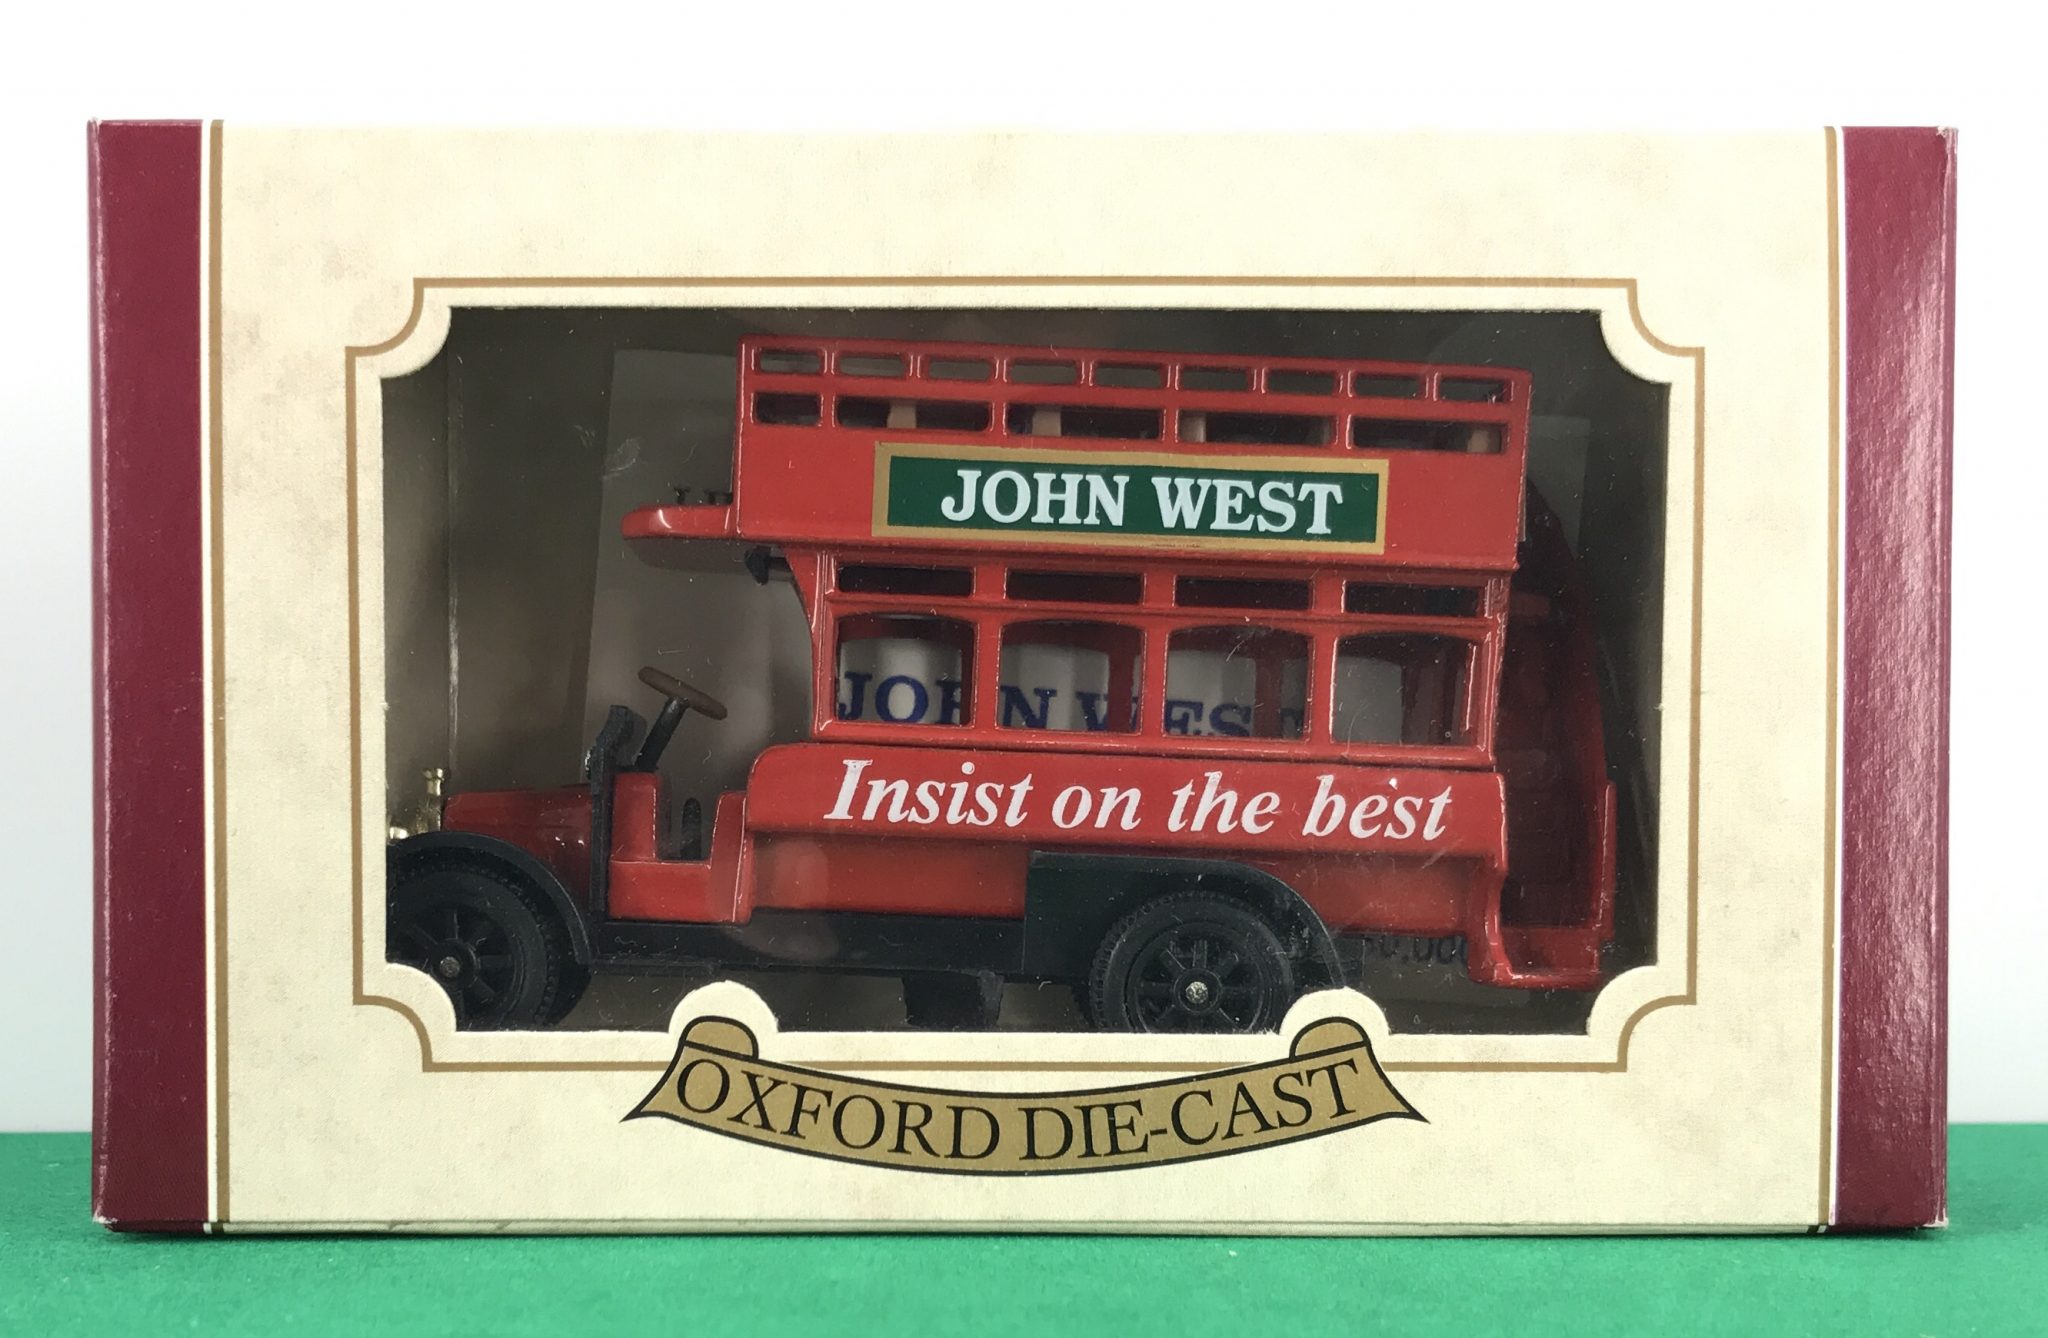 JOHN WEST
JOHN WEST
Insist on the best
OXFORD DIE-CAST